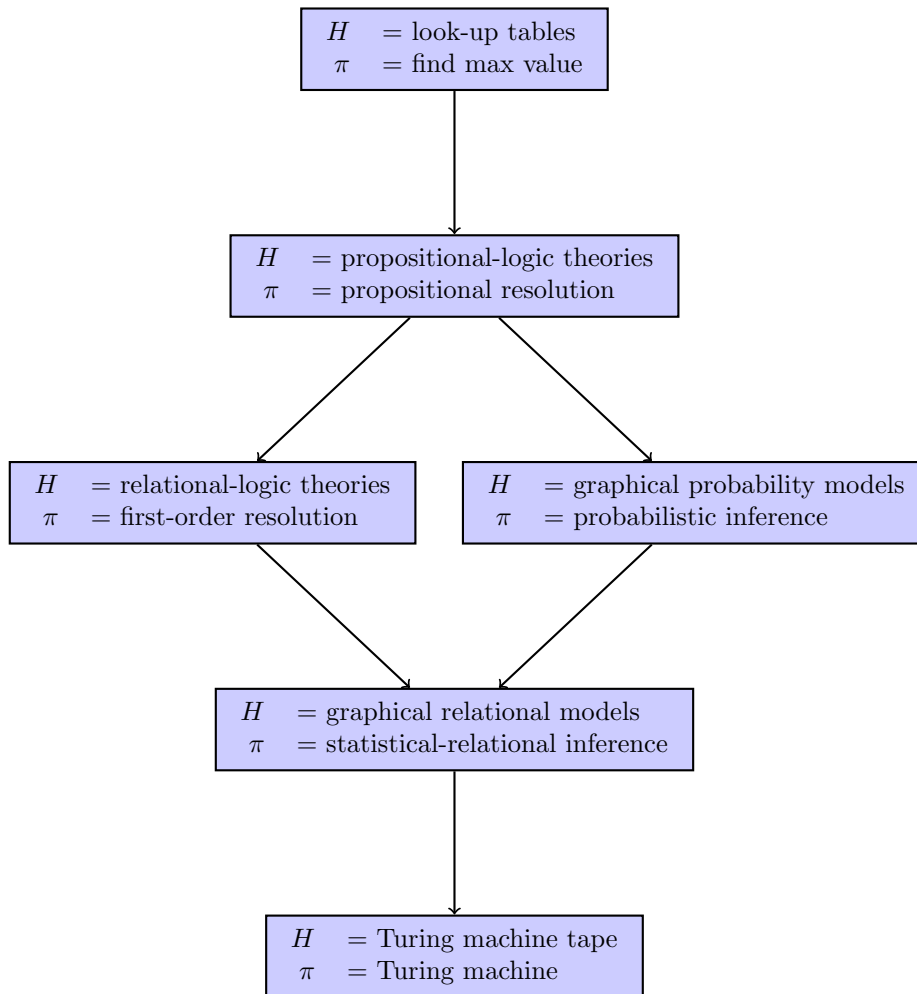 H = look-up tables
π = find max value
H = propositional-logic theories
π = propositional resolution
H = relational-logic theories
π = first-order resolution
H = graphical probability models
π = probabilistic inference
H = graphical relational models
π = statistical-relational inference
H = Turing machine tape
π = Turing machine